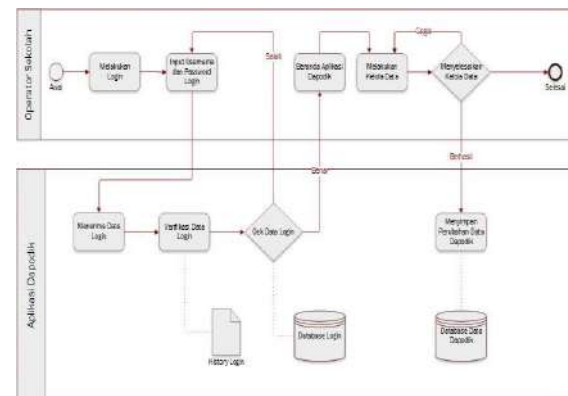 Operator Sekolah
Awal
Melakukan
Login
Input Username
dan Password
Login
Salah
Beranda Aplikasi
Dapodik
Melakukan
Kelola Data
Gagal
Menyelesaikan
Kelola Data
Selesai
Benar
Berhasil
Aplikasi Dapodik
Menerima Data
Login
Verifikasi Data
Login
Cek Data Login
Menyimpan
Perubahan Data
Dapodik
History Login
Database Login
Database Data
Dapodik